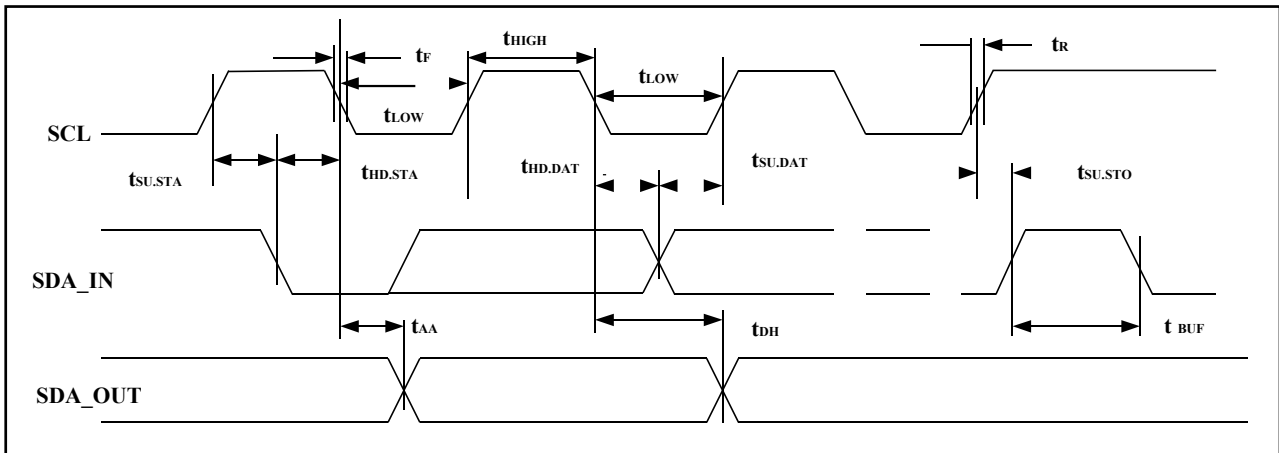 tF
tHIGH
tLOW
tR
tLOW
SCL
tSU.STA
tHD.STA
tHD.DAT
tSU.DAT
tSU.STO
SDA_IN
tAA
tDH
t BUF
SDA_OUT